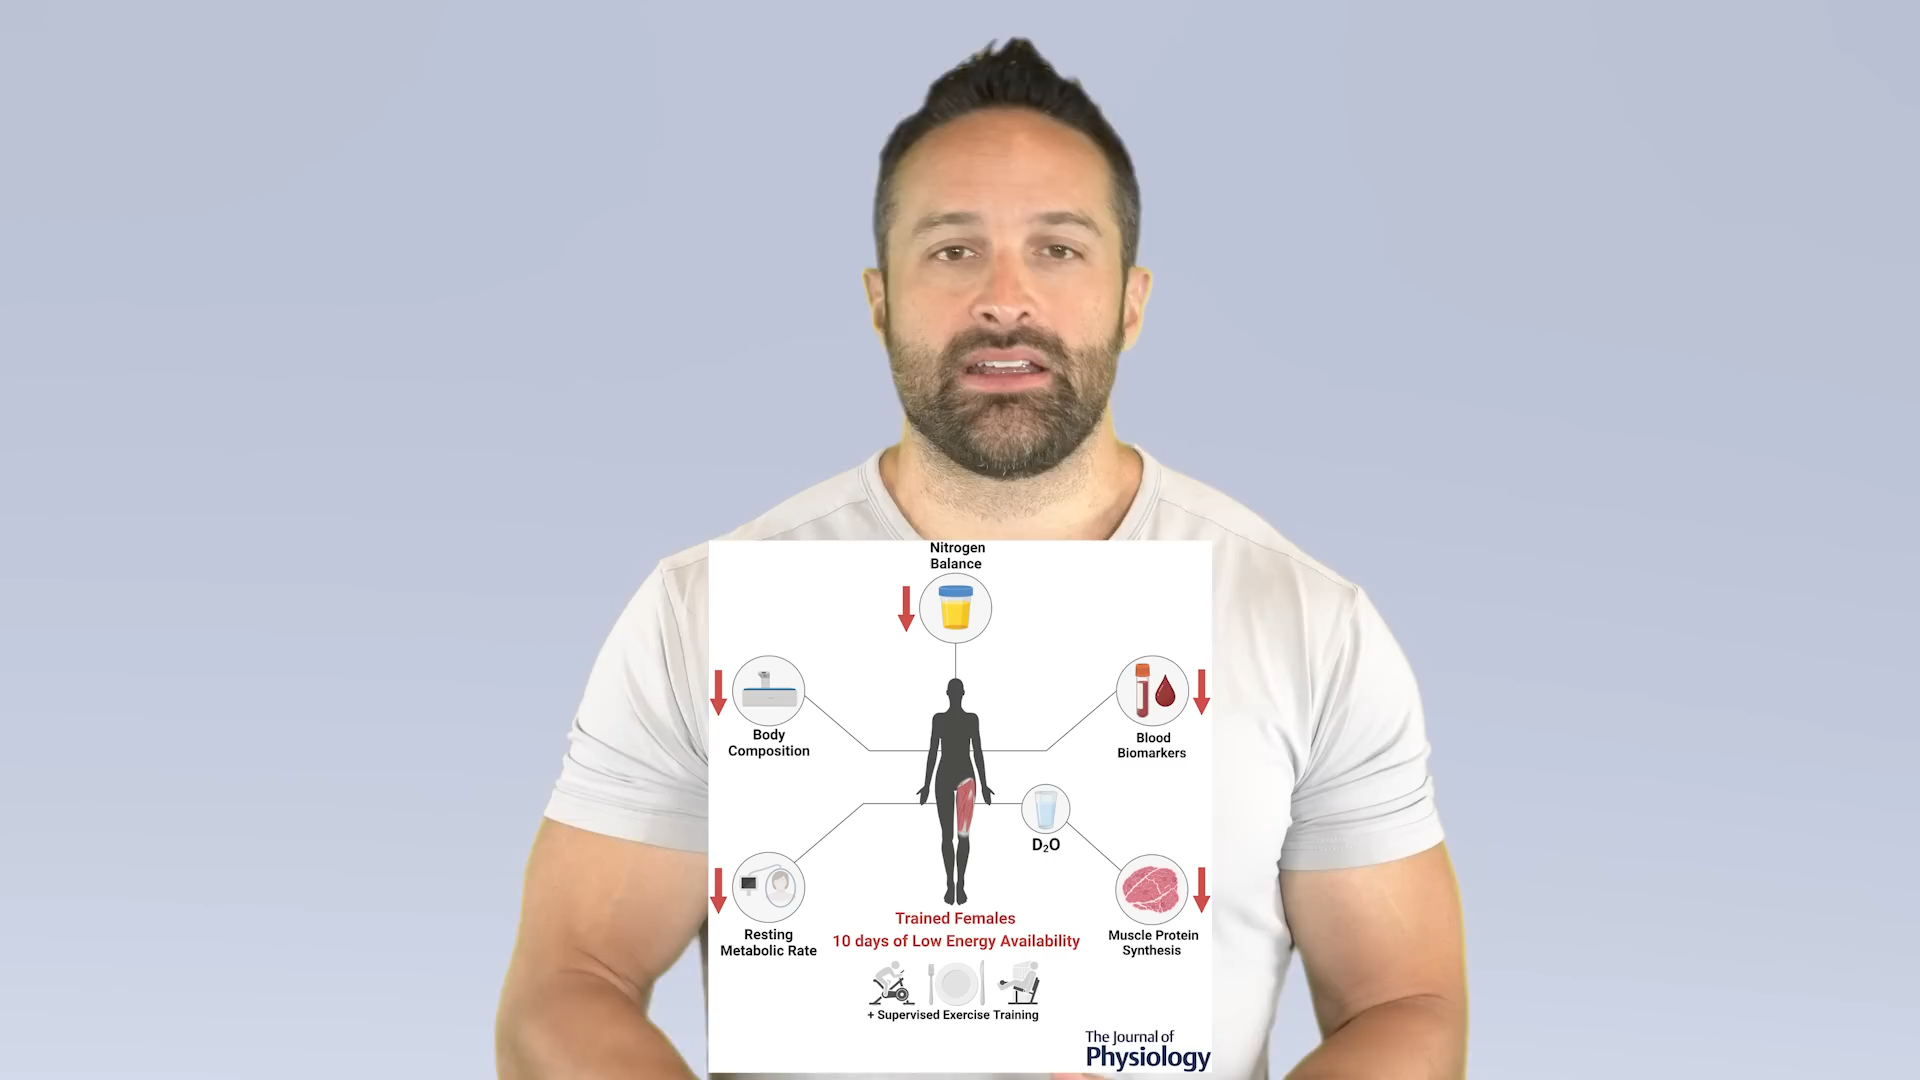 Nitrogen
Balance
Body
Composition
Blood
Biomarkers
D₂O
Resting
Metabolic Rate
Trained Females
10 days of Low Energy Availability
Muscle Protein
Synthesis
+ Supervised Exercise Training
The Journal of
Physiology